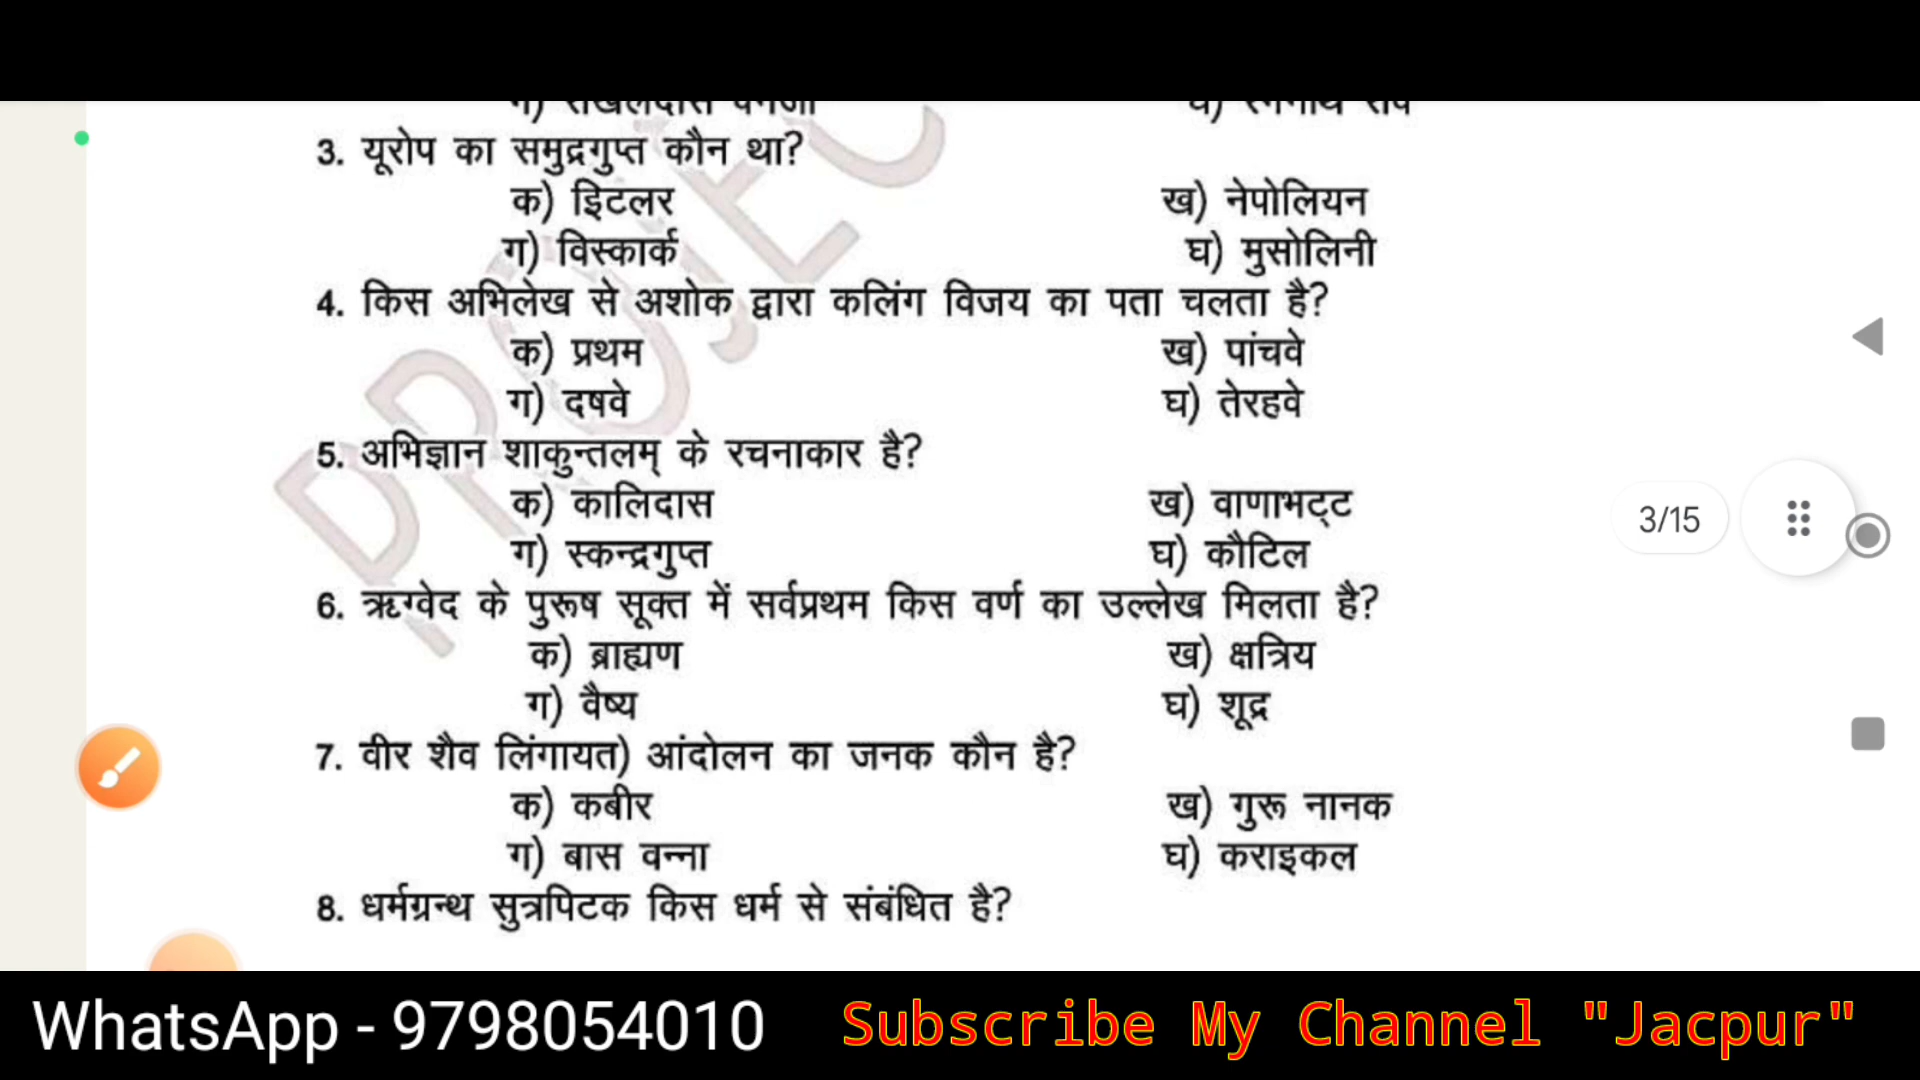 3. यूरोप का समुद्रगुप्त कौन था?
क) हिटलर ख) नेपोलियन
ग) विस्कार्क घ) मुसोलिनी
4. किस अभिलेख से अशोक द्वारा कलिंग विजय का पता चलता है?
क) प्रथम ख) पांचवे
ग) दषवे घ) तेरहवे
5. अभिज्ञान शाकुन्तलम् के रचनाकार है?
क) कालिदास ख) वाणाभट्ट
ग) स्कन्द्रगुप्त घ) कौटिल
3/15
6. ऋग्वेद के पुरूष सूक्त में सर्वप्रथम किस वर्ण का उल्लेख मिलता है?
क) ब्राह्यण ख) क्षत्रिय
ग) वैष्य घ) शूद्र
7. वीर शैव लिंगायत) आंदोलन का जनक कौन है?
क) कबीर ख) गुरू नानक
ग) बास वन्ना घ) कराइकल
8. धर्मग्रन्थ सुत्रपिटक किस धर्म से संबंधित है?
WhatsApp - 9798054010 Subscribe My Channel "Jacpur"